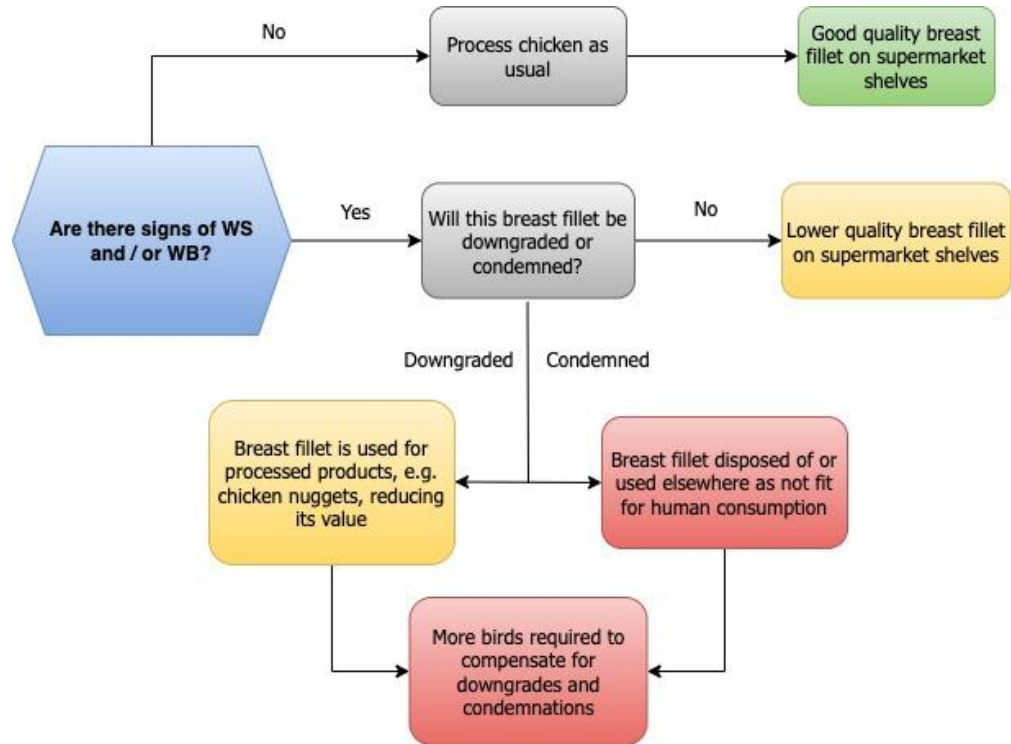 No
Process chicken as
usual
Good quality breast
fillet on supermarket
shelves
Are there signs of WS
and / or WB?
Yes
Will this breast fillet be
downgraded or
condemned?
No
Lower quality breast fillet
on supermarket shelves
Downgraded
Condemned
Breast fillet is used for
processed products, e.g.
chicken nuggets, reducing
its value
Breast fillet disposed of or
used elsewhere as not fit
for human consumption
More birds required to
compensate for
downgrades and
condemnations